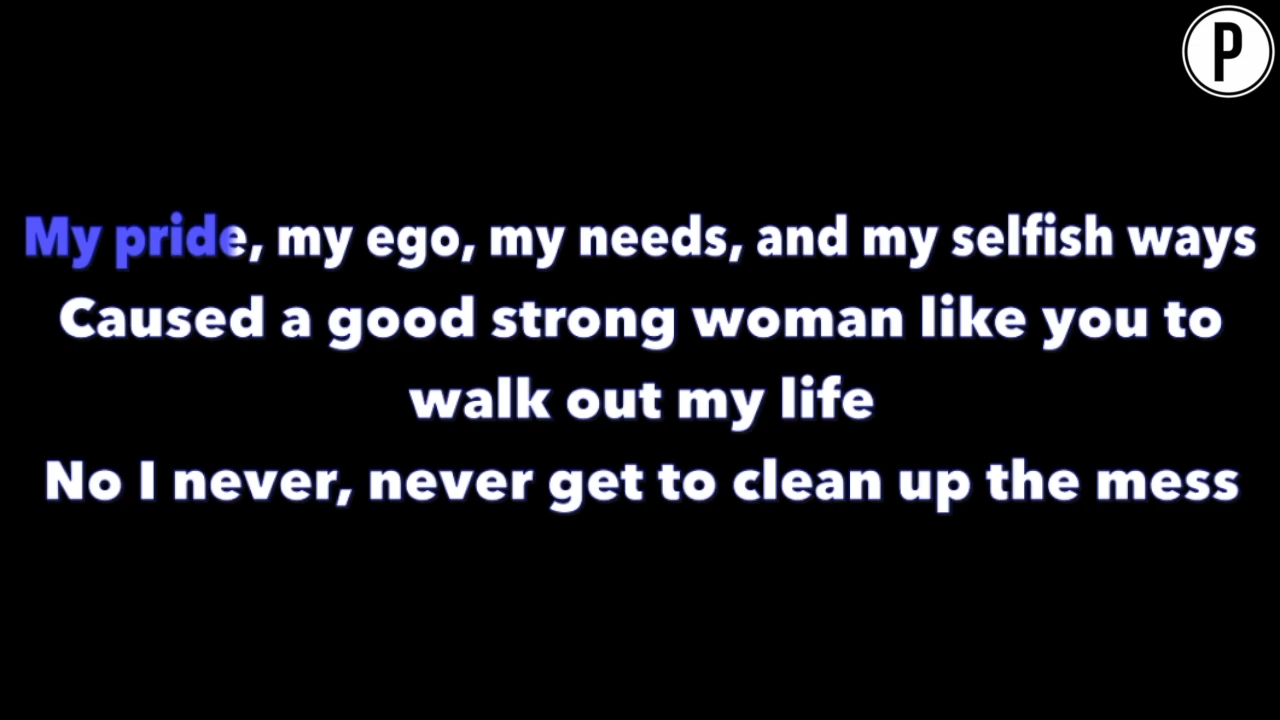 P
My pride, my ego, my needs, and my selfish ways
Caused a good strong woman like you to
walk out my life
No I never, never get to clean up the mess